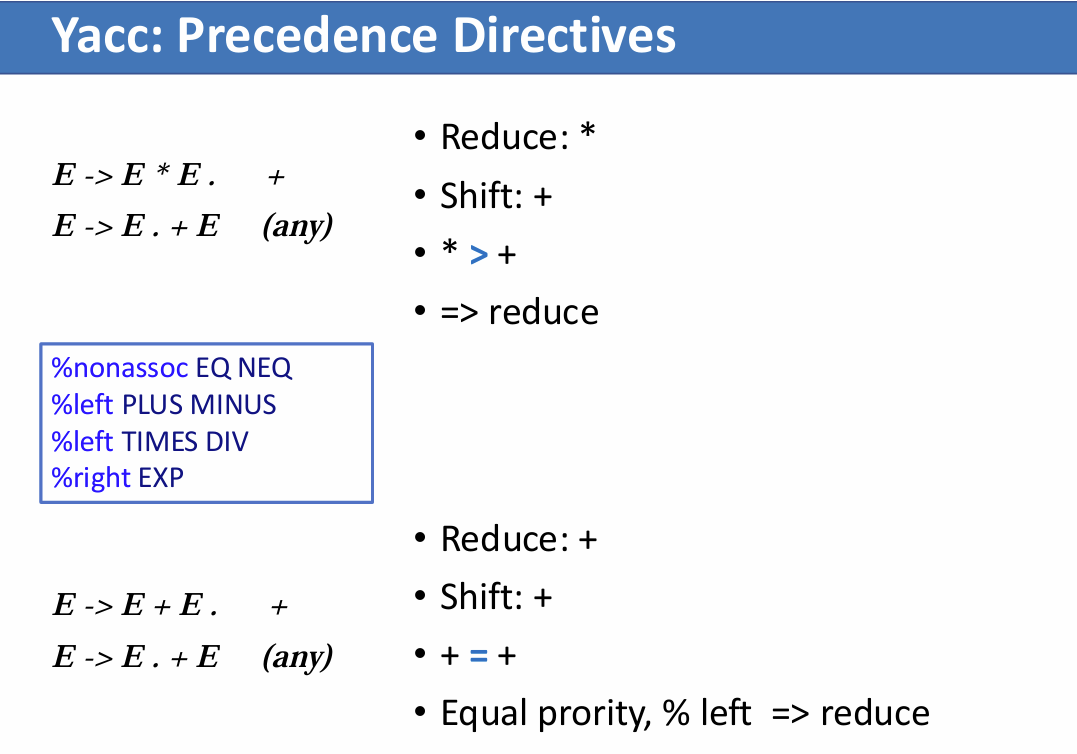 Yacc: Precedence Directives
E -> E * E .     +
E -> E . + E     (any)
• Reduce: *
• Shift: +
• * > +
• => reduce
%nonassoc EQ NEQ
%left PLUS MINUS
%left TIMES DIV
%right EXP
E -> E + E .     +
E -> E . + E     (any)
• Reduce: +
• Shift: +
• + = +
• Equal prority, % left  => reduce